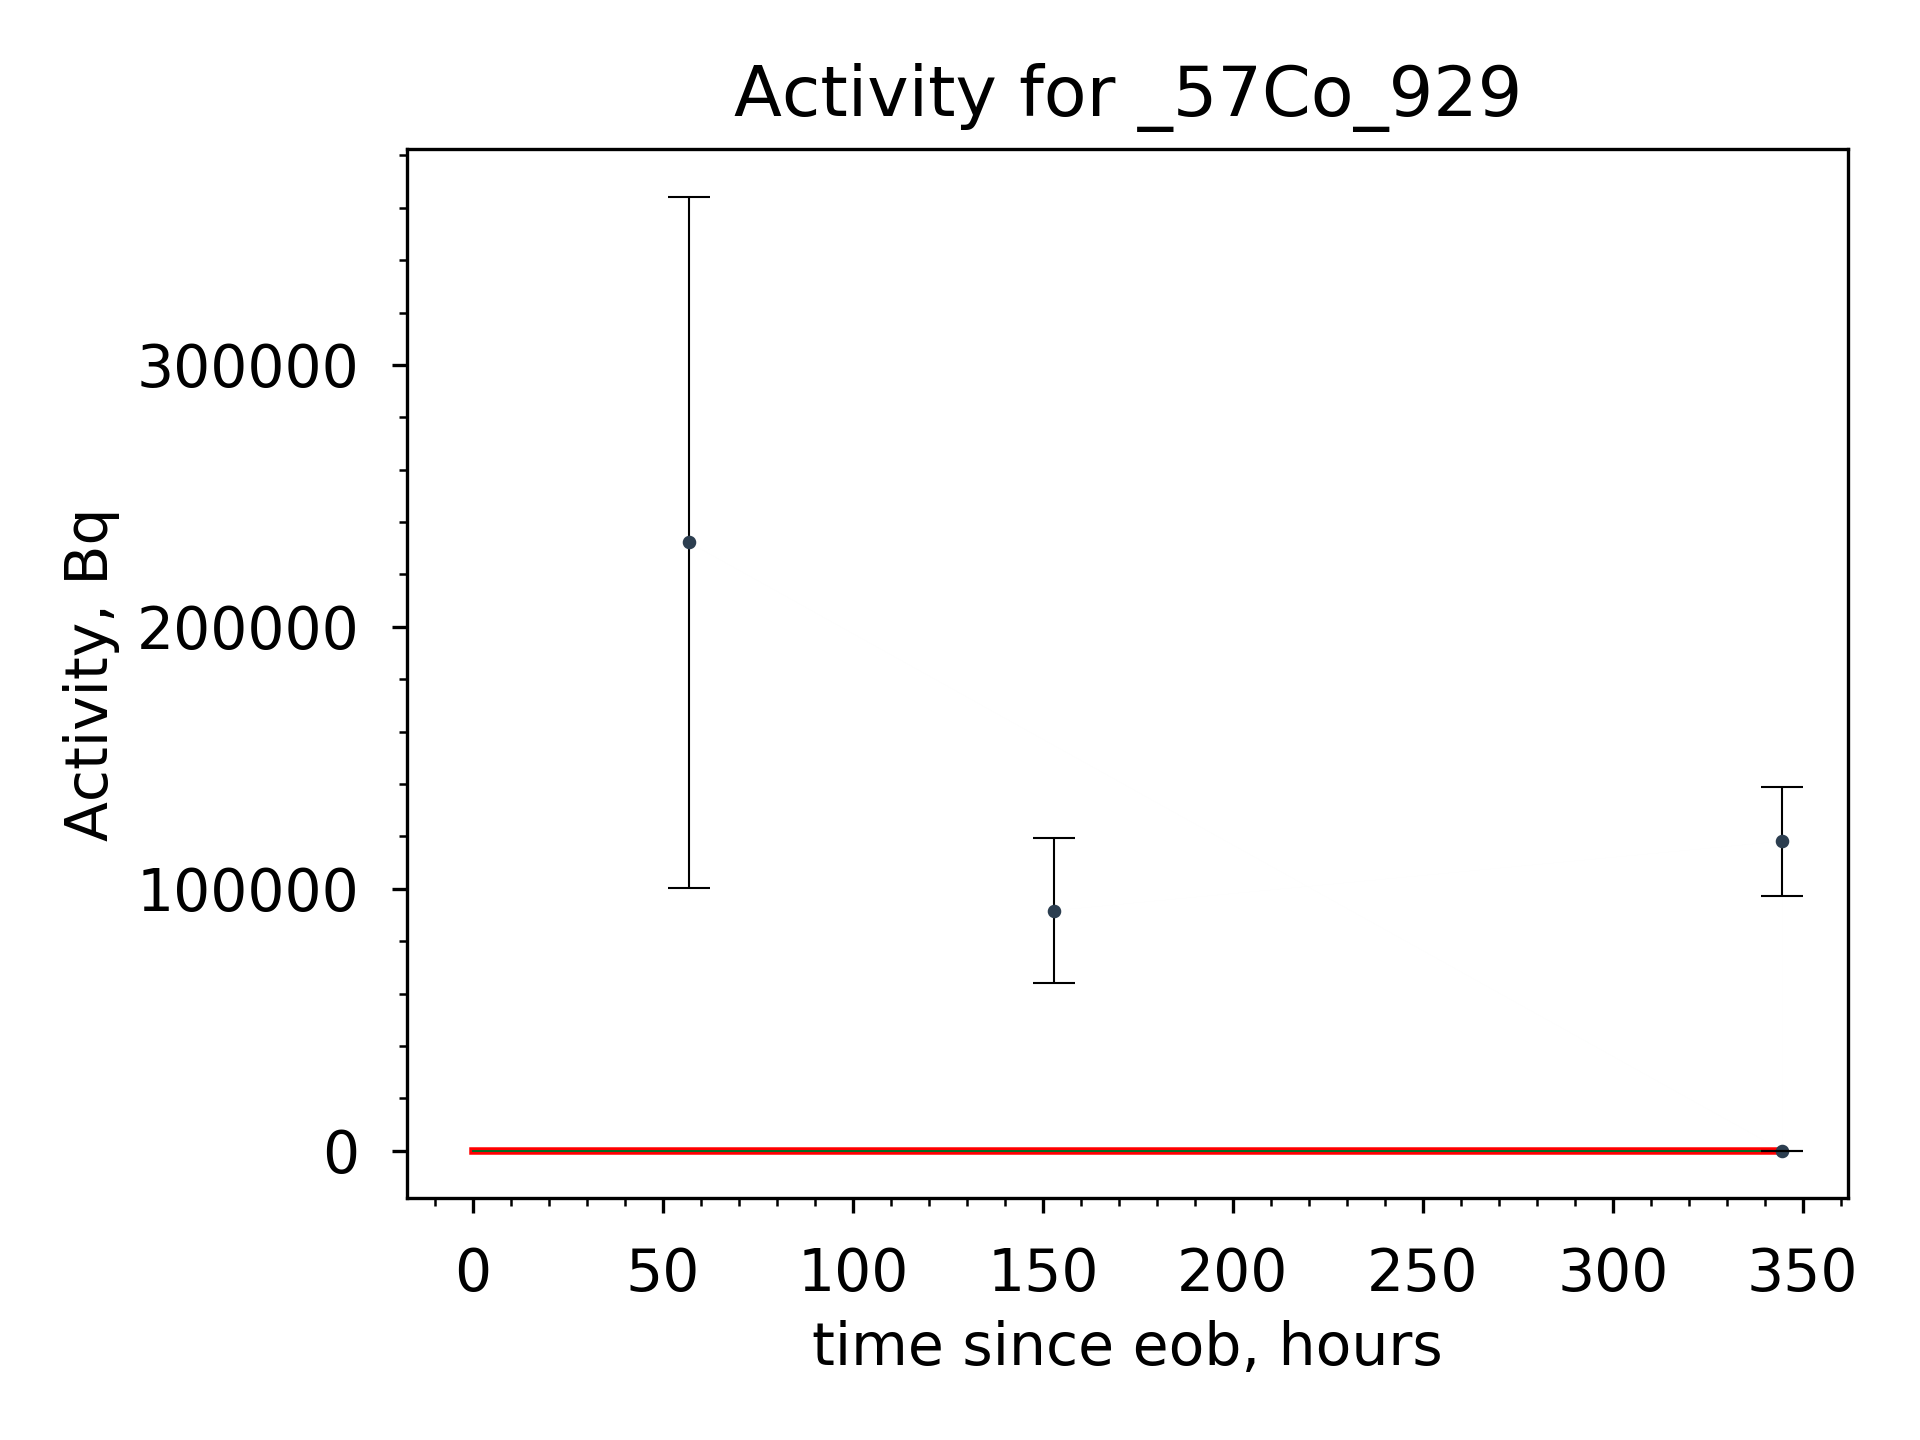 Activity for _57Co_929
Activity, Bq
300000
200000
100000
0
0 50 100 150 200 250 300 350
time since eob, hours